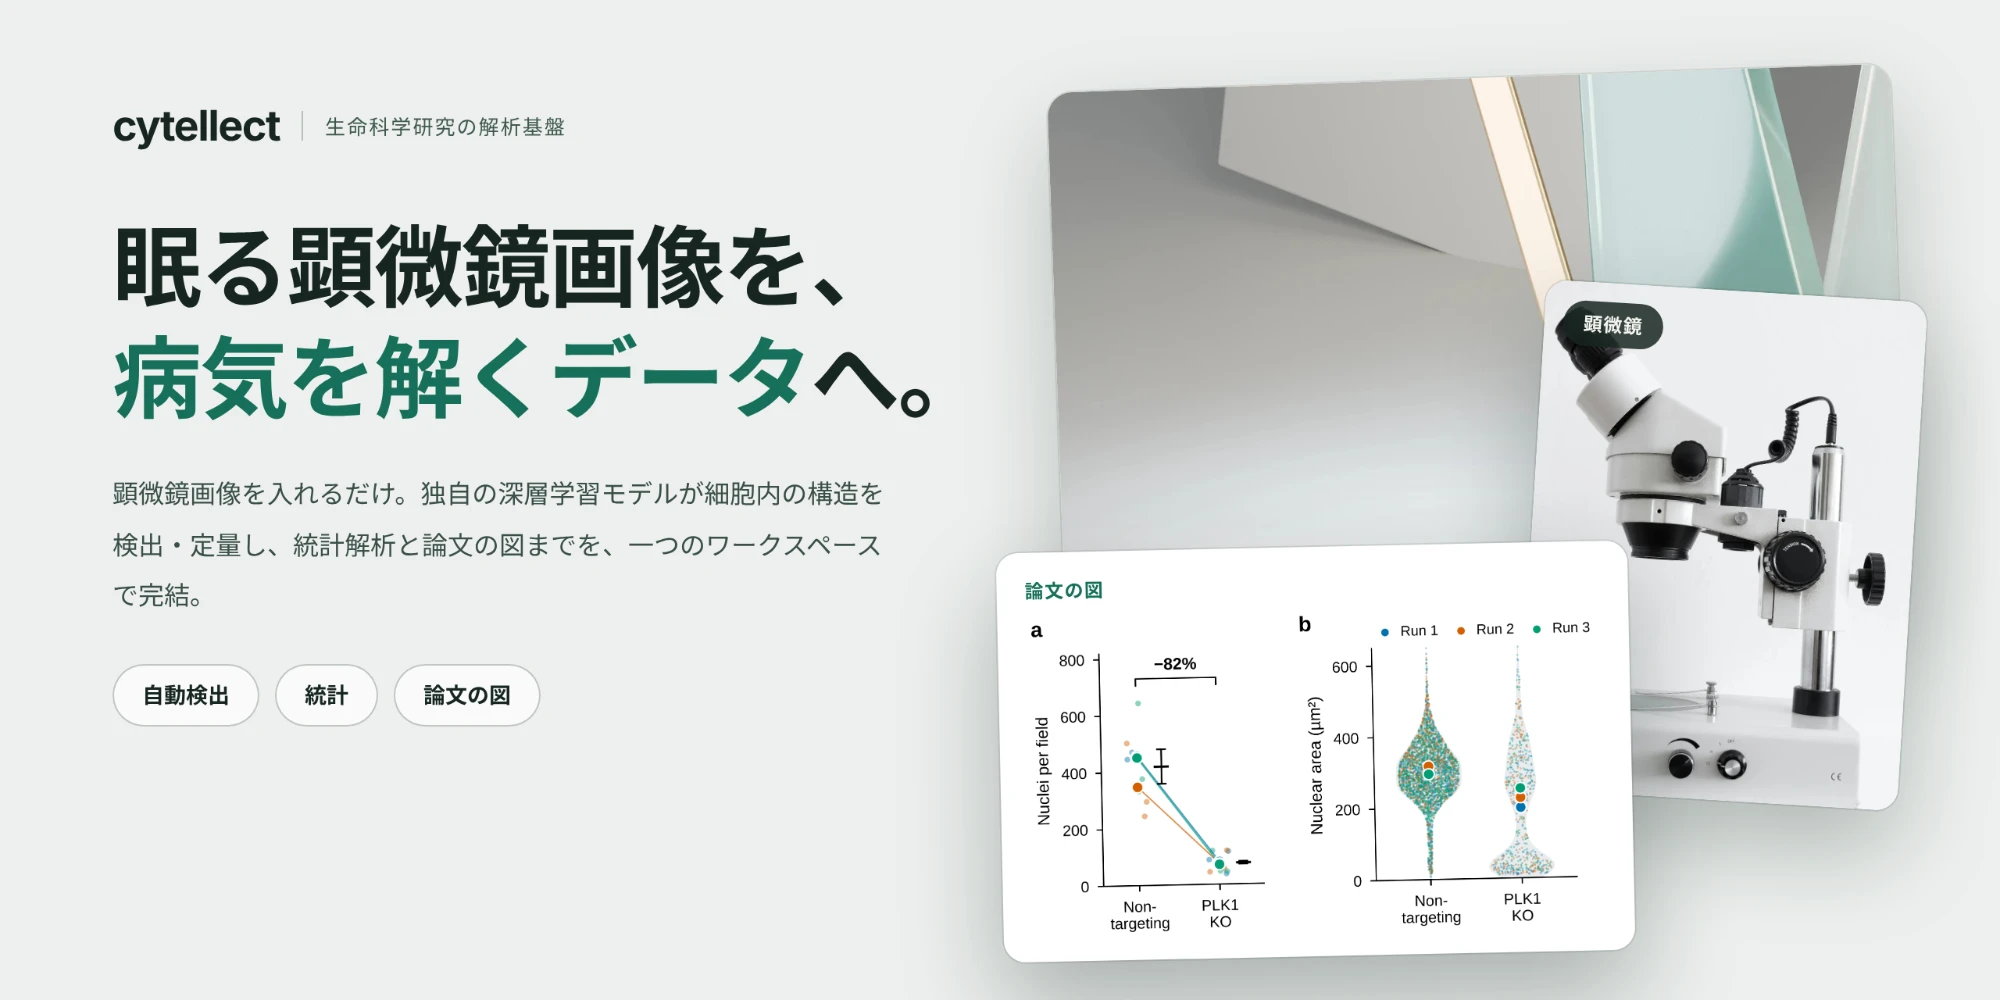 cytellect
生命科学研究の解析基盤
眠る顕微鏡画像を、
病気を解くデータへ。
顕微鏡画像を入れるだけ。独自の深層学習モデルが細胞内の構造を
検出・定量し、統計解析と論文の図までを、一つのワークスペース
で完結。
自動検出
統計
論文の図
顕微鏡
論文の図
a
−82%
Nuclei per field
800
600
400
200
0
Non-
targeting
PLK1
KO
b
Run 1
Run 2
Run 3
Nuclear area (µm²)
600
400
200
0
Non-
targeting
PLK1
KO
CE